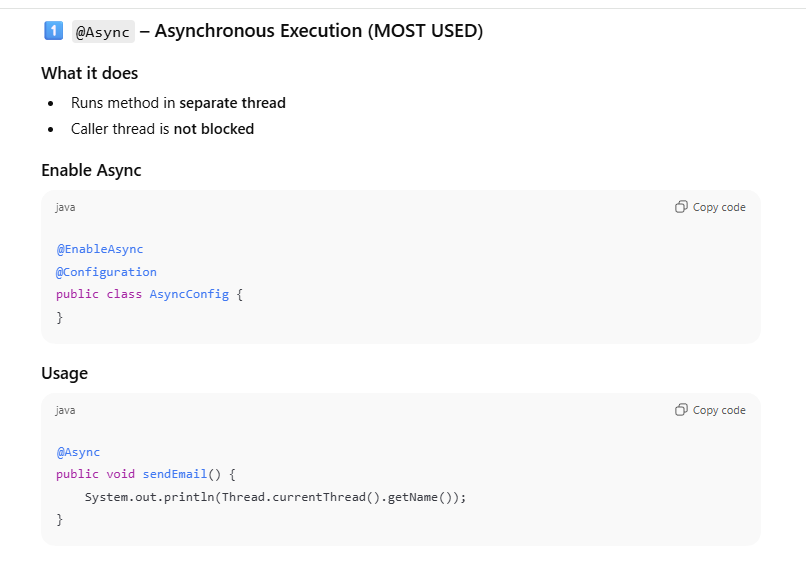 1 @Async – Asynchronous Execution (MOST USED)
What it does
• Runs method in separate thread
• Caller thread is not blocked
Enable Async
java Copy code
@EnableAsync
@Configuration
public class AsyncConfig {
}
Usage
java Copy code
@Async
public void sendEmail() {
    System.out.println(Thread.currentThread().getName());
}